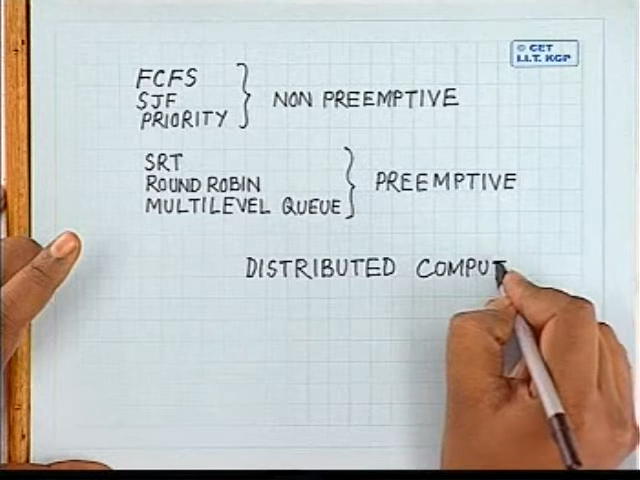 © CET
I.I.T. KGP
FCFS
SJF
PRIORITY
NON PREEMPTIVE
SRT
ROUND ROBIN
MULTILEVEL QUEUE
PREEMPTIVE
DISTRIBUTED COMPUT